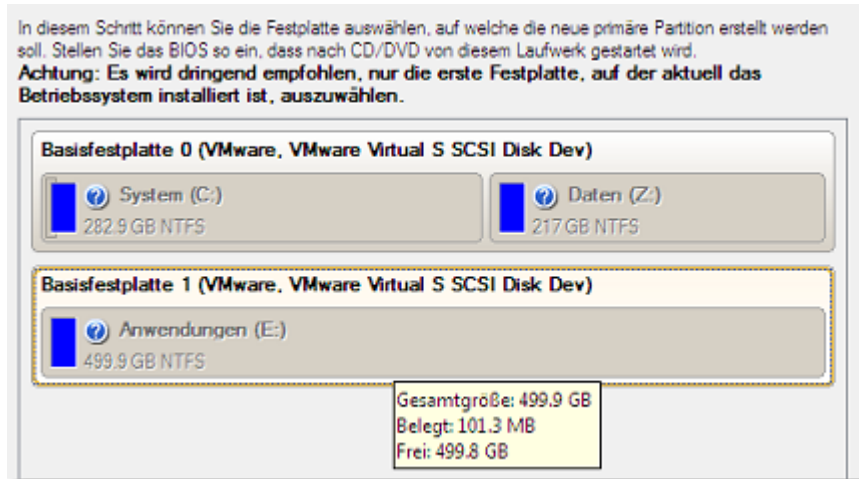 In diesem Schritt können Sie die Festplatte auswählen, auf welche die neue primäre Partition erstellt werden
soll. Stellen Sie das BIOS so ein, dass nach CD/DVD von diesem Laufwerk gestartet wird.
Achtung: Es wird dringend empfohlen, nur die erste Festplatte, auf der aktuell das
Betriebssystem installiert ist, auszuwählen.
Basisfestplatte 0 (VMware, VMware Virtual S SCSI Disk Dev)
System (C:)
282.9 GB NTFS
Daten (Z:)
217 GB NTFS
Basisfestplatte 1 (VMware, VMware Virtual S SCSI Disk Dev)
Anwendungen (E:)
499.9 GB NTFS
Gesamtgröße: 499.9 GB
Belegt: 101.3 MB
Frei: 499.8 GB